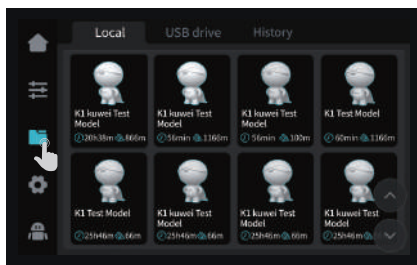 Local
USB drive
History
K1 kuwei Test
Model
20h38m 866m
K1 kuwei Test
Model
56min 1166m
K1 kuwei Test
Model
56min 100m
K1 Test Model
60min 1166m
K1 Test Model
25h46m 66m
K1 kuwei Test
Model
25h46m 66m
K1 kuwei Test
Model
25h46m 66m
K1 kuwei Test
Model
25h46m